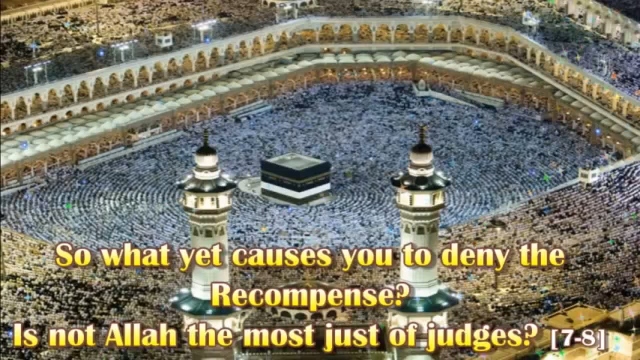 So what yet causes you to deny the
Recompense?
Is not Allah the most just of judges? [7-8]